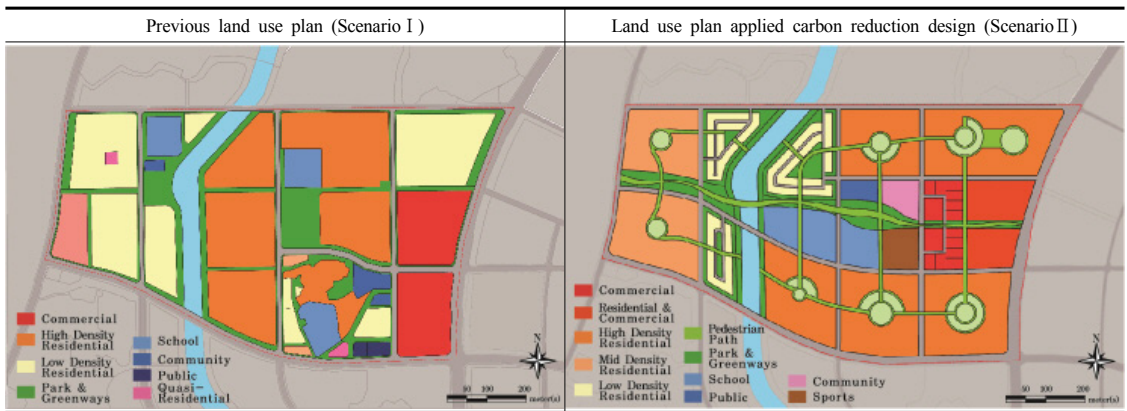 Previous land use plan (Scenario Ⅰ)
Land use plan applied carbon reduction design (Scenario Ⅱ)
Commercial
High Density
Residential
Low Density
Residential
Park &
Greenways
School
Community
Public
Quasi-
Residential
N
50 100 200
meter(s)
Commercial
Residential &
Commercial
High Density
Residential
Mid Density
Residential
Low Density
Residential
Pedestrian
Path
Park &
Greenways
School
Public
Community
Sports
N
50 100 200
meter(s)